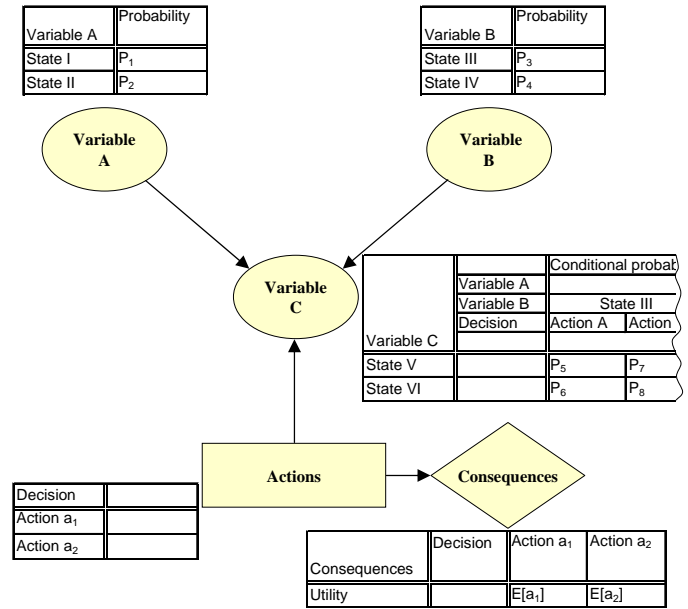 Variable A Probability
State I P₁
State II P₂
Variable B Probability
State III P₃
State IV P₄
Variable
A
Variable
B
Variable
C
Conditional probab
Variable A
Variable B State III
Decision Action A Action
Variable C
State V P₅ P₇
State VI P₆ P₈
Actions
Consequences
Decision
Action a₁
Action a₂
Decision Action a₁ Action a₂
Consequences
Utility E[a₁] E[a₂]